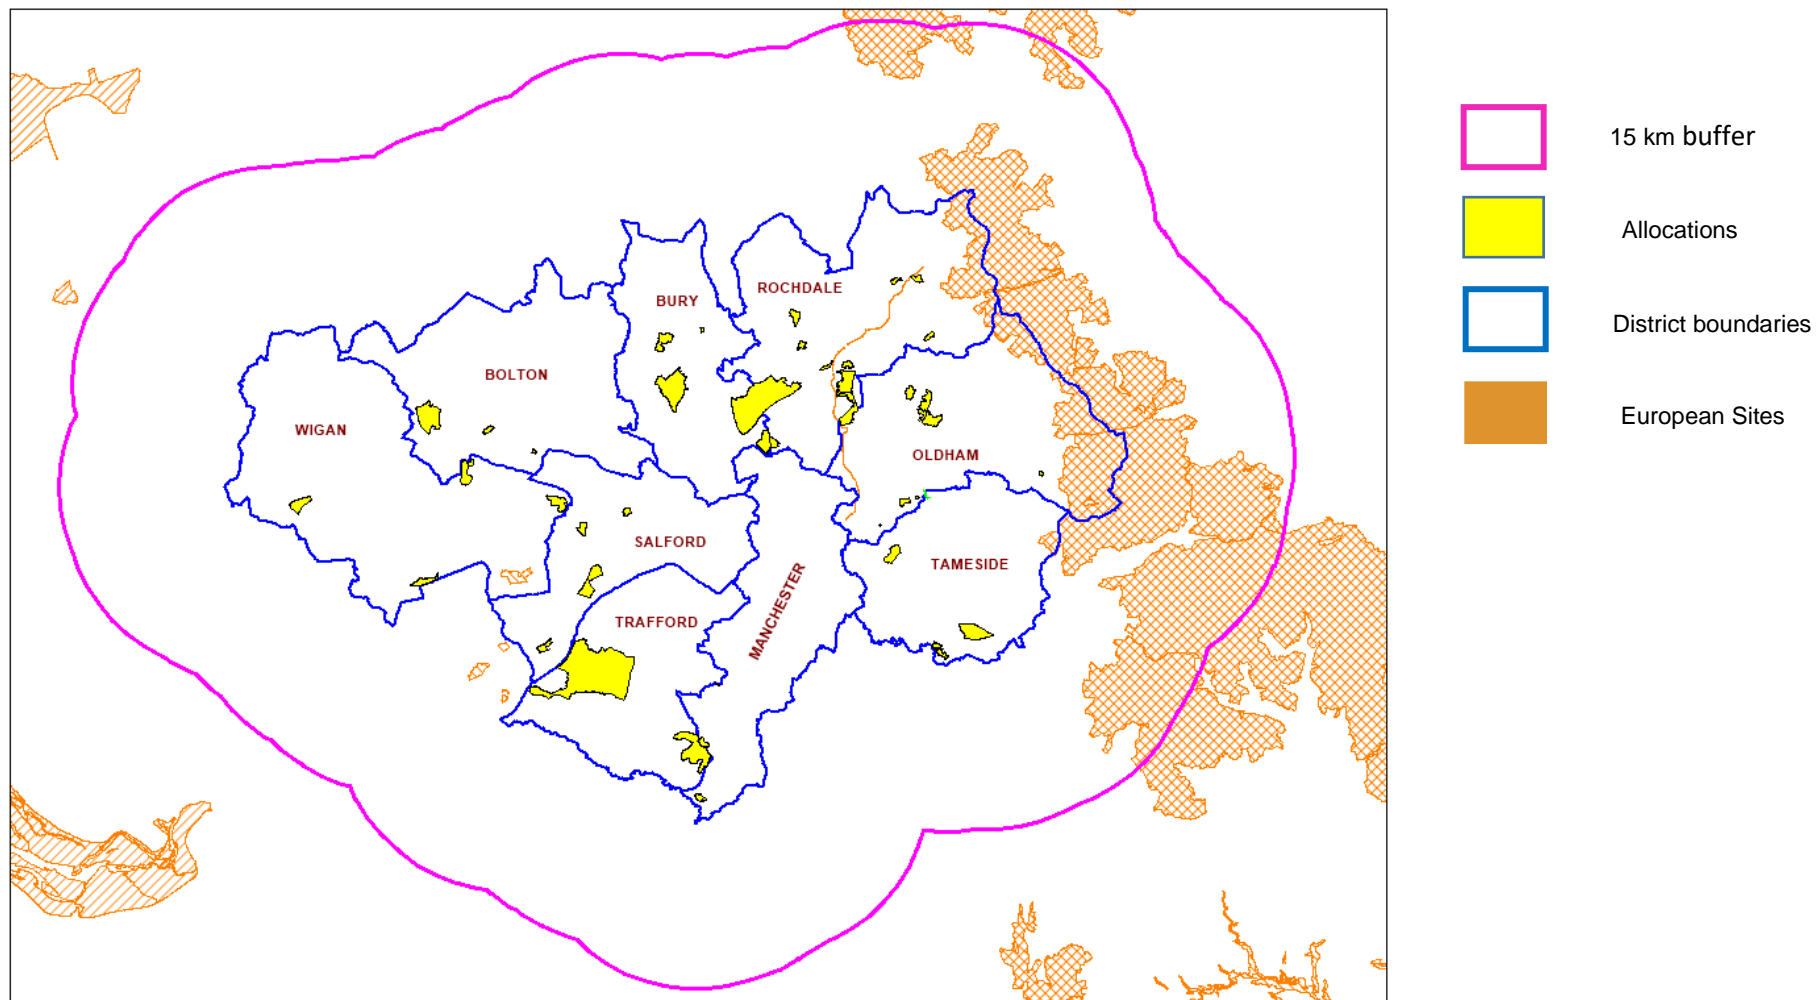 15 km buffer
Allocations
District boundaries
European Sites
ROCHDALE
BURY
BOLTON
WIGAN
OLDHAM
SALFORD
TAMESIDE
TRAFFORD
MANCHESTER